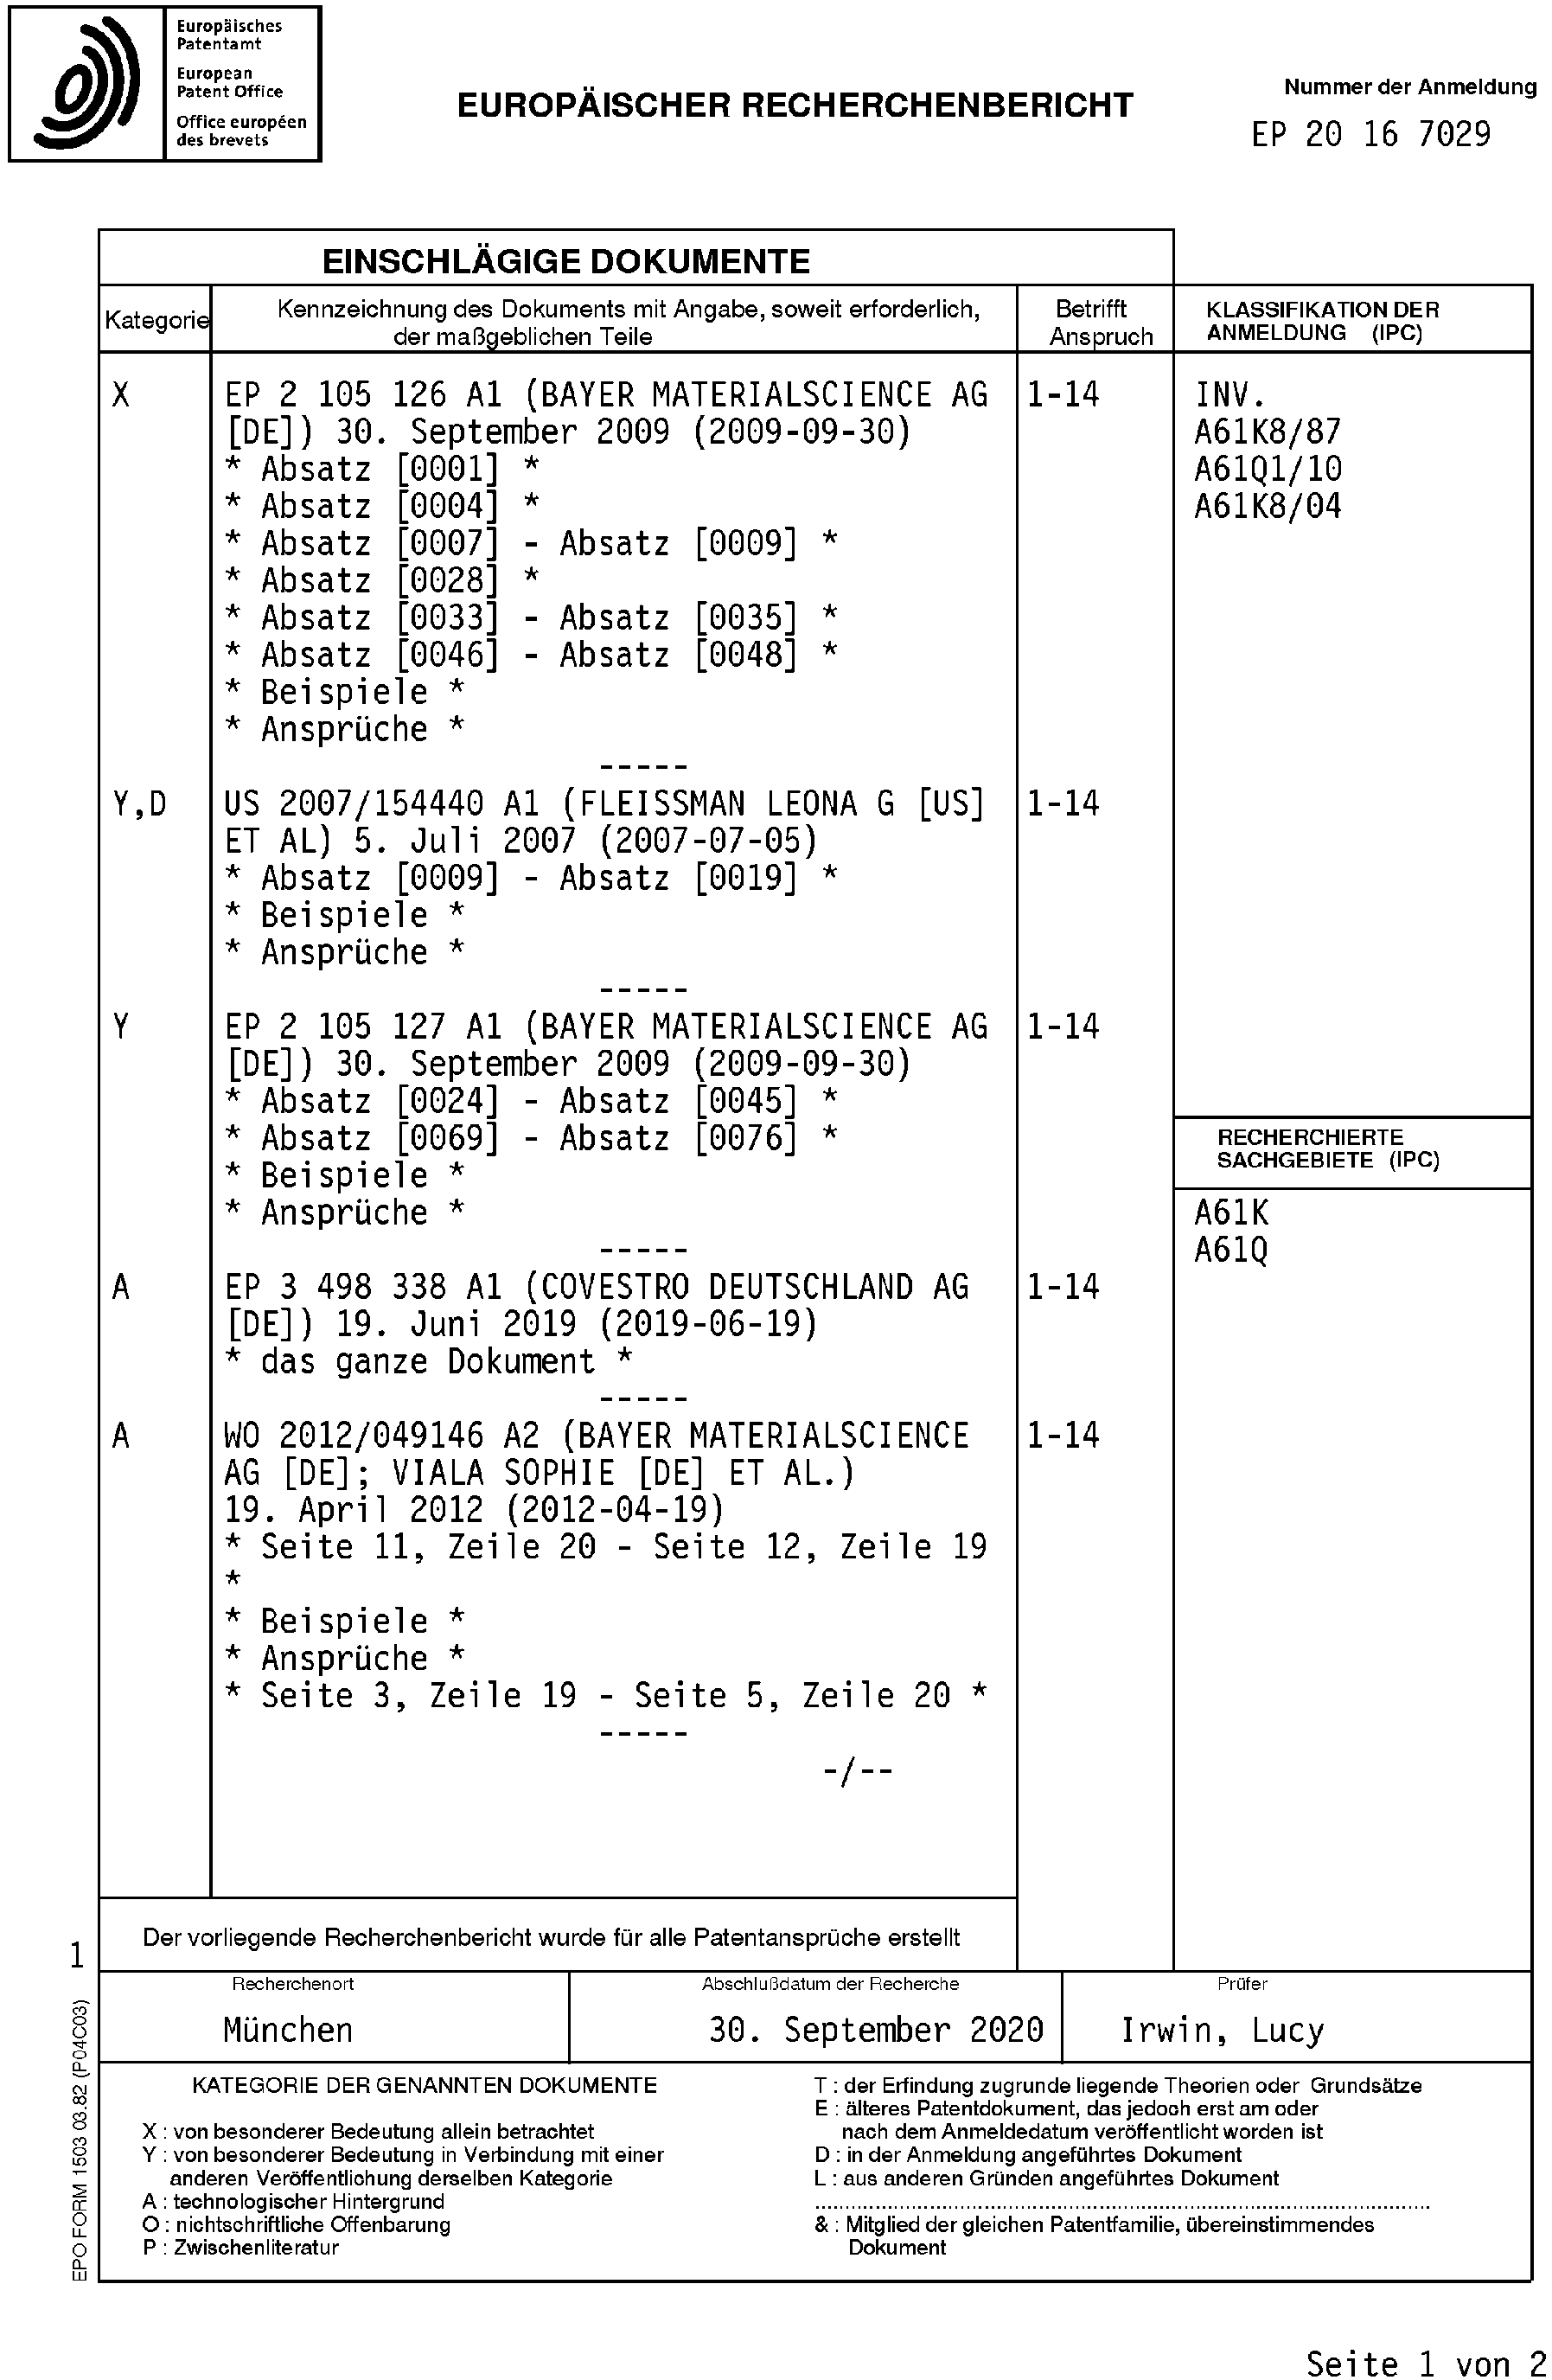 Europäisches
Patentamt
European
Patent Office
Office européen
des brevets
EUROPÄISCHER RECHERCHENBERICHT
Nummer der Anmeldung
EP 20 16 7029
EINSCHLÄGIGE DOKUMENTE
Kategorie
Kennzeichnung des Dokuments mit Angabe, soweit erforderlich,
der maßgeblichen Teile
Betrifft
Anspruch
KLASSIFIKATION DER
ANMELDUNG (IPC)
X EP 2 105 126 A1 (BAYER MATERIALSCIENCE AG 1-14
[DE]) 30. September 2009 (2009-09-30)
* Absatz [0001] *
* Absatz [0004] *
* Absatz [0007] - Absatz [0009] *
* Absatz [0028] *
* Absatz [0033] - Absatz [0035] *
* Absatz [0046] - Absatz [0048] *
* Beispiele *
* Ansprüche *
-----
INV.
A61K8/87
A61Q1/10
A61K8/04
Y,D US 2007/154440 A1 (FLEISSMAN LEONA G [US] 1-14
ET AL) 5. Juli 2007 (2007-07-05)
* Absatz [0009] - Absatz [0019] *
* Beispiele *
* Ansprüche *
-----
Y EP 2 105 127 A1 (BAYER MATERIALSCIENCE AG 1-14
[DE]) 30. September 2009 (2009-09-30)
* Absatz [0024] - Absatz [0045] *
* Absatz [0069] - Absatz [0076] *
* Beispiele *
* Ansprüche *
-----
RECHERCHIERTE
SACHGEBIETE (IPC)
A61K
A61Q
A EP 3 498 338 A1 (COVESTRO DEUTSCHLAND AG 1-14
[DE]) 19. Juni 2019 (2019-06-19)
* das ganze Dokument *
-----
A WO 2012/049146 A2 (BAYER MATERIALSCIENCE 1-14
AG [DE]; VIALA SOPHIE [DE] ET AL.)
19. April 2012 (2012-04-19)
* Seite 11, Zeile 20 - Seite 12, Zeile 19
*
* Beispiele *
* Ansprüche *
* Seite 3, Zeile 19 - Seite 5, Zeile 20 *
-----
-/--
Der vorliegende Recherchenbericht wurde für alle Patentansprüche erstellt
1
Recherchenort
München
Abschlußdatum der Recherche
30. September 2020
Prüfer
Irwin, Lucy
KATEGORIE DER GENANNTEN DOKUMENTE
X : von besonderer Bedeutung allein betrachtet
Y : von besonderer Bedeutung in Verbindung mit einer
anderen Veröffentlichung derselben Kategorie
A : technologischer Hintergrund
O : nichtschriftliche Offenbarung
P : Zwischenliteratur
T : der Erfindung zugrunde liegende Theorien oder Grundsätze
E : älteres Patentdokument, das jedoch erst am oder
nach dem Anmeldedatum veröffentlicht worden ist
D : in der Anmeldung angeführtes Dokument
L : aus anderen Gründen angeführtes Dokument
& : Mitglied der gleichen Patentfamilie, übereinstimmendes
Dokument
EPO FORM 1503 03.82 (P04C03)
Seite 1 von 2